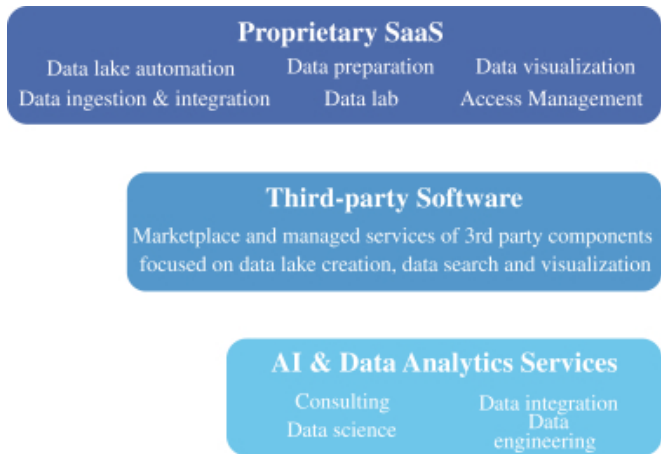 Proprietary SaaS
Data lake automation
Data preparation
Data visualization
Data ingestion & integration
Data lab
Access Management
Third-party Software
Marketplace and managed services of 3rd party components
focused on data lake creation, data search and visualization
AI & Data Analytics Services
Consulting
Data integration
Data science
Data
engineering